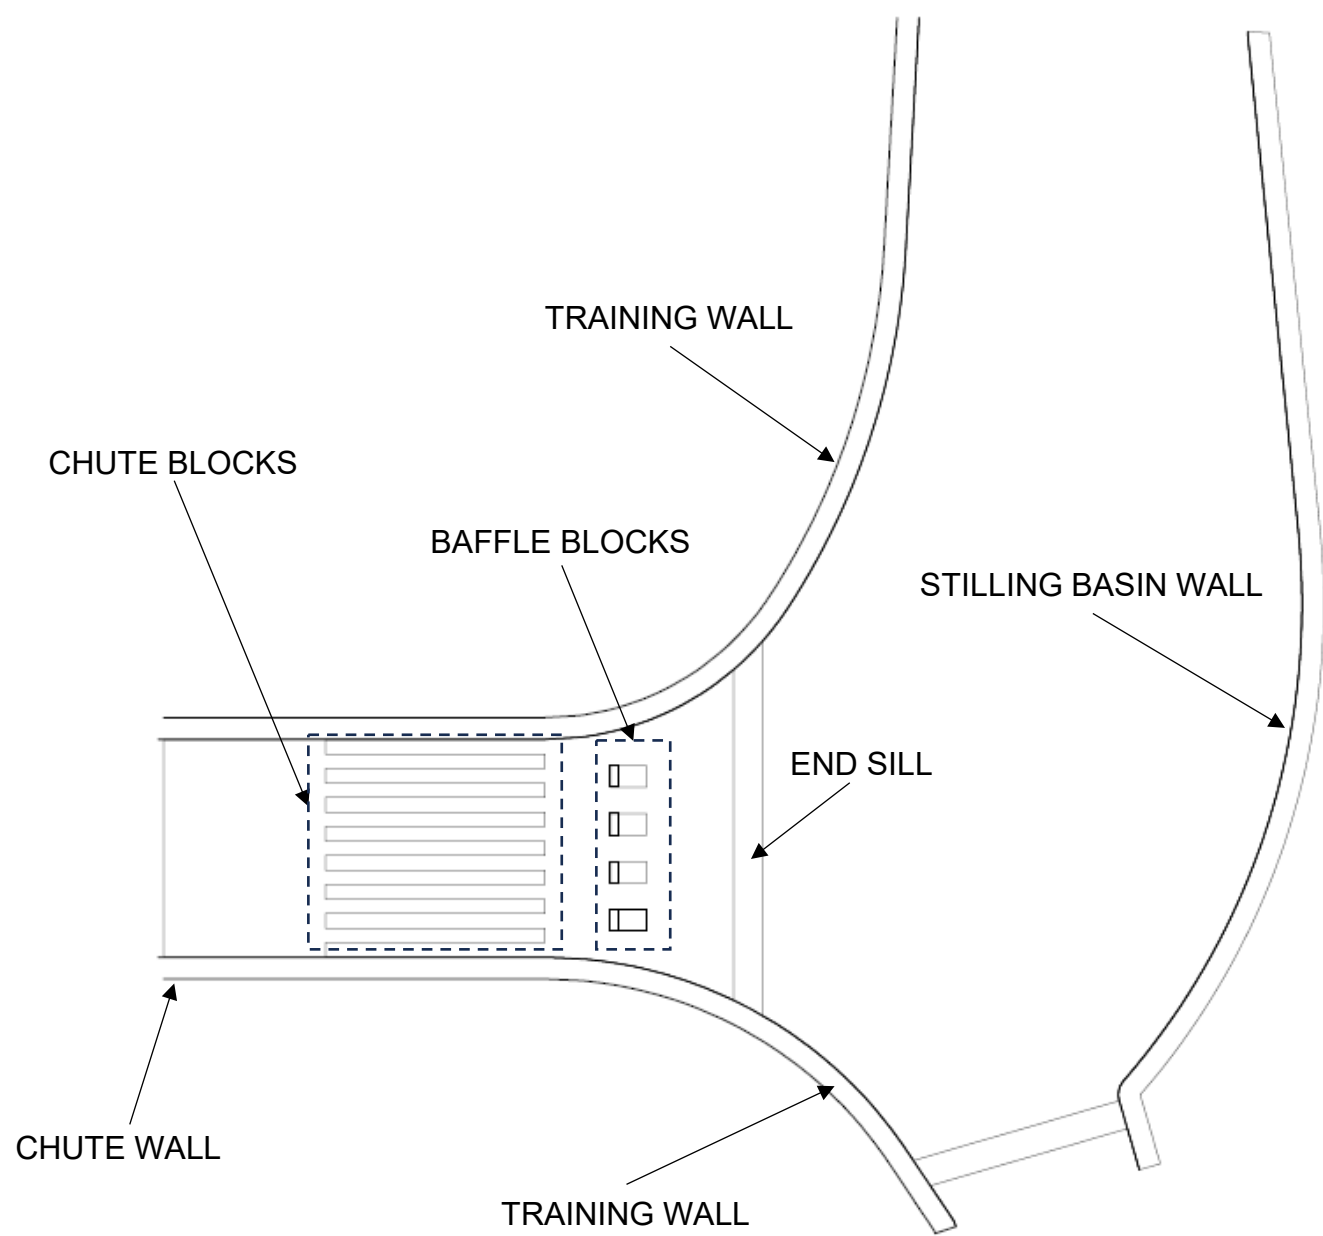 TRAINING WALL
CHUTE BLOCKS
BAFFLE BLOCKS
STILLING BASIN WALL
END SILL
CHUTE WALL
TRAINING WALL